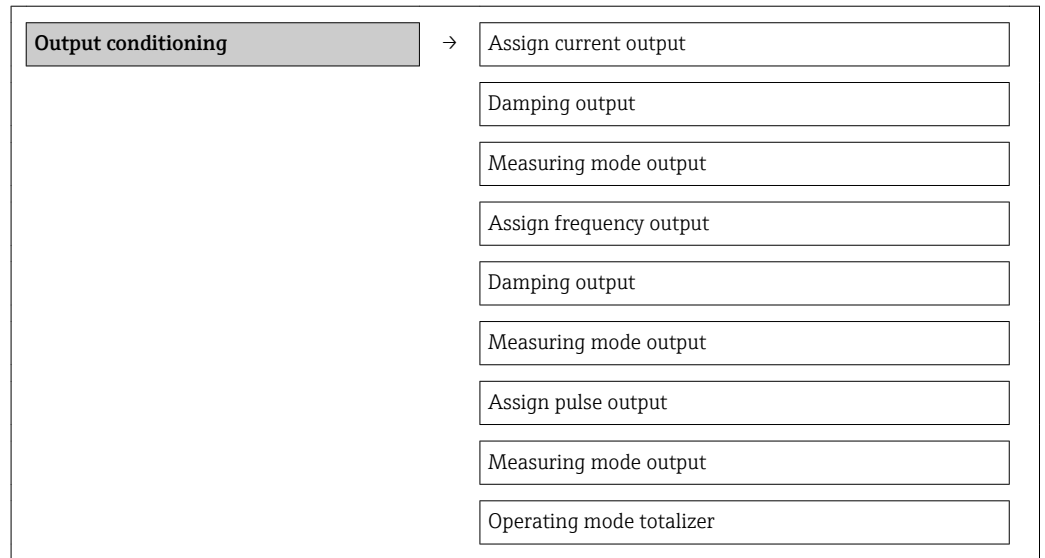 Output conditioning → Assign current output
Damping output
Measuring mode output
Assign frequency output
Damping output
Measuring mode output
Assign pulse output
Measuring mode output
Operating mode totalizer